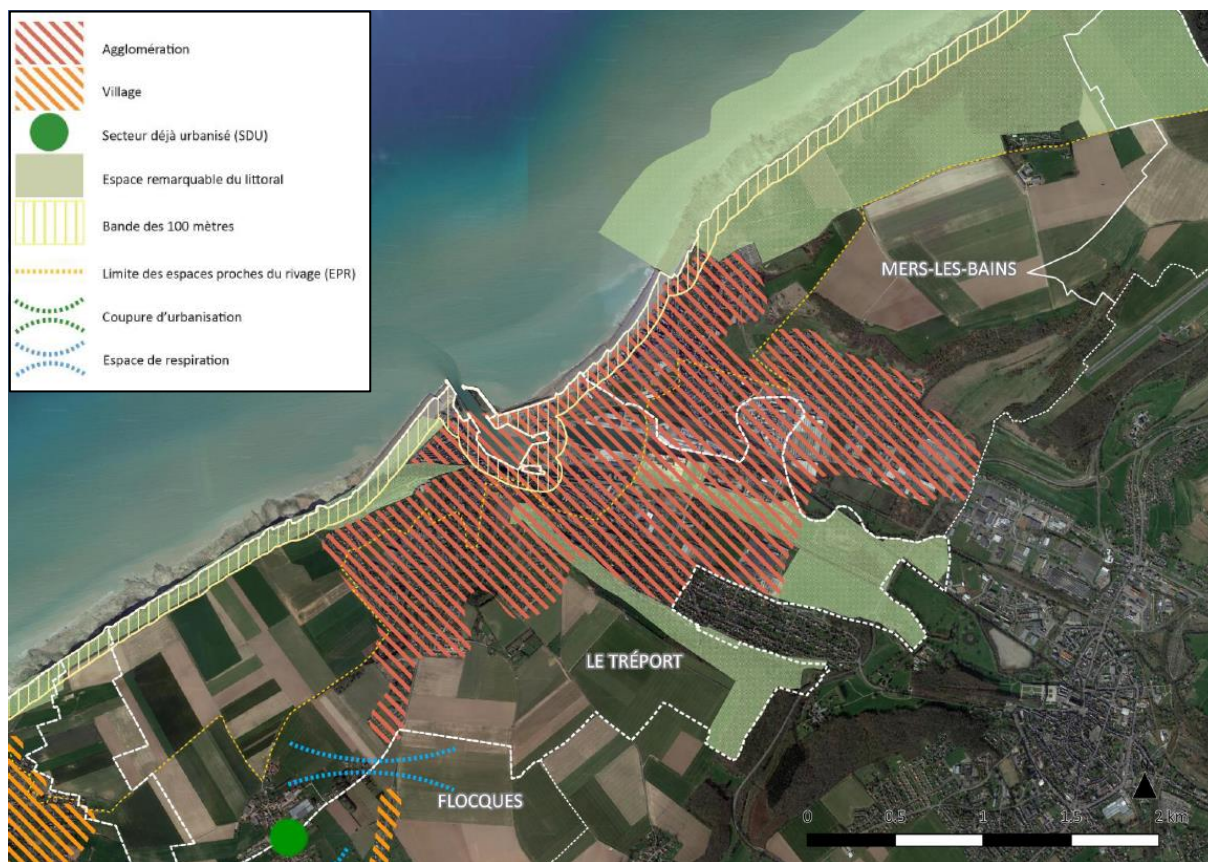 Agglomération
Village
Secteur déjà urbanisé (SDU)
Espace remarquable du littoral
Bande des 100 mètres
Limite des espaces proches du rivage (EPR)
Coupure d'urbanisation
Espace de respiration
MERS-LES-BAINS
LE TRÉPORT
FLOCQUES
0 0.5 1 1.5 2 km